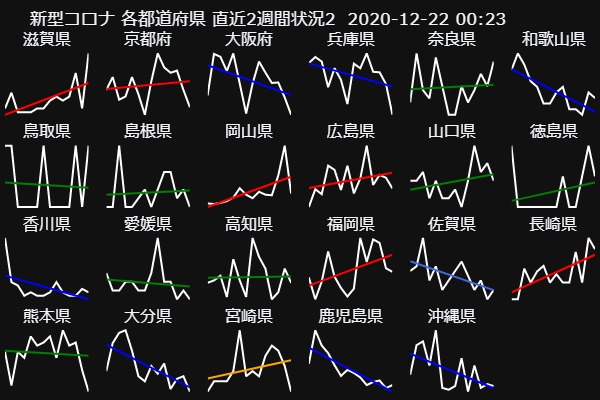 新型コロナ 各都道府県 直近2週間状況2 2020-12-22 00:23
滋賀県 京都府 大阪府 兵庫県 奈良県 和歌山県
鳥取県 島根県 岡山県 広島県 山口県 徳島県
香川県 愛媛県 高知県 福岡県 佐賀県 長崎県
熊本県 大分県 宮崎県 鹿児島県 沖縄県